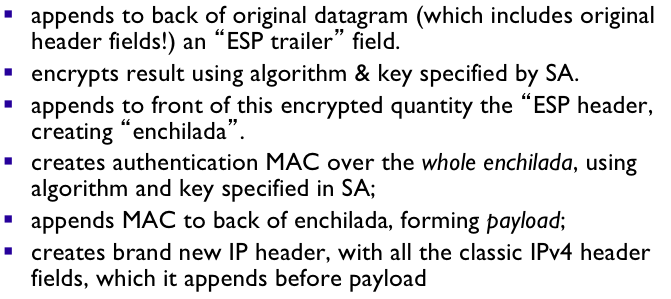 ▪ appends to back of original datagram (which includes original
header fields!) an “ESP trailer” field.
▪ encrypts result using algorithm & key specified by SA.
▪ appends to front of this encrypted quantity the “ESP header,
creating “enchilada”.
▪ creates authentication MAC over the whole enchilada, using
algorithm and key specified in SA;
▪ appends MAC to back of enchilada, forming payload;
▪ creates brand new IP header, with all the classic IPv4 header
fields, which it appends before payload